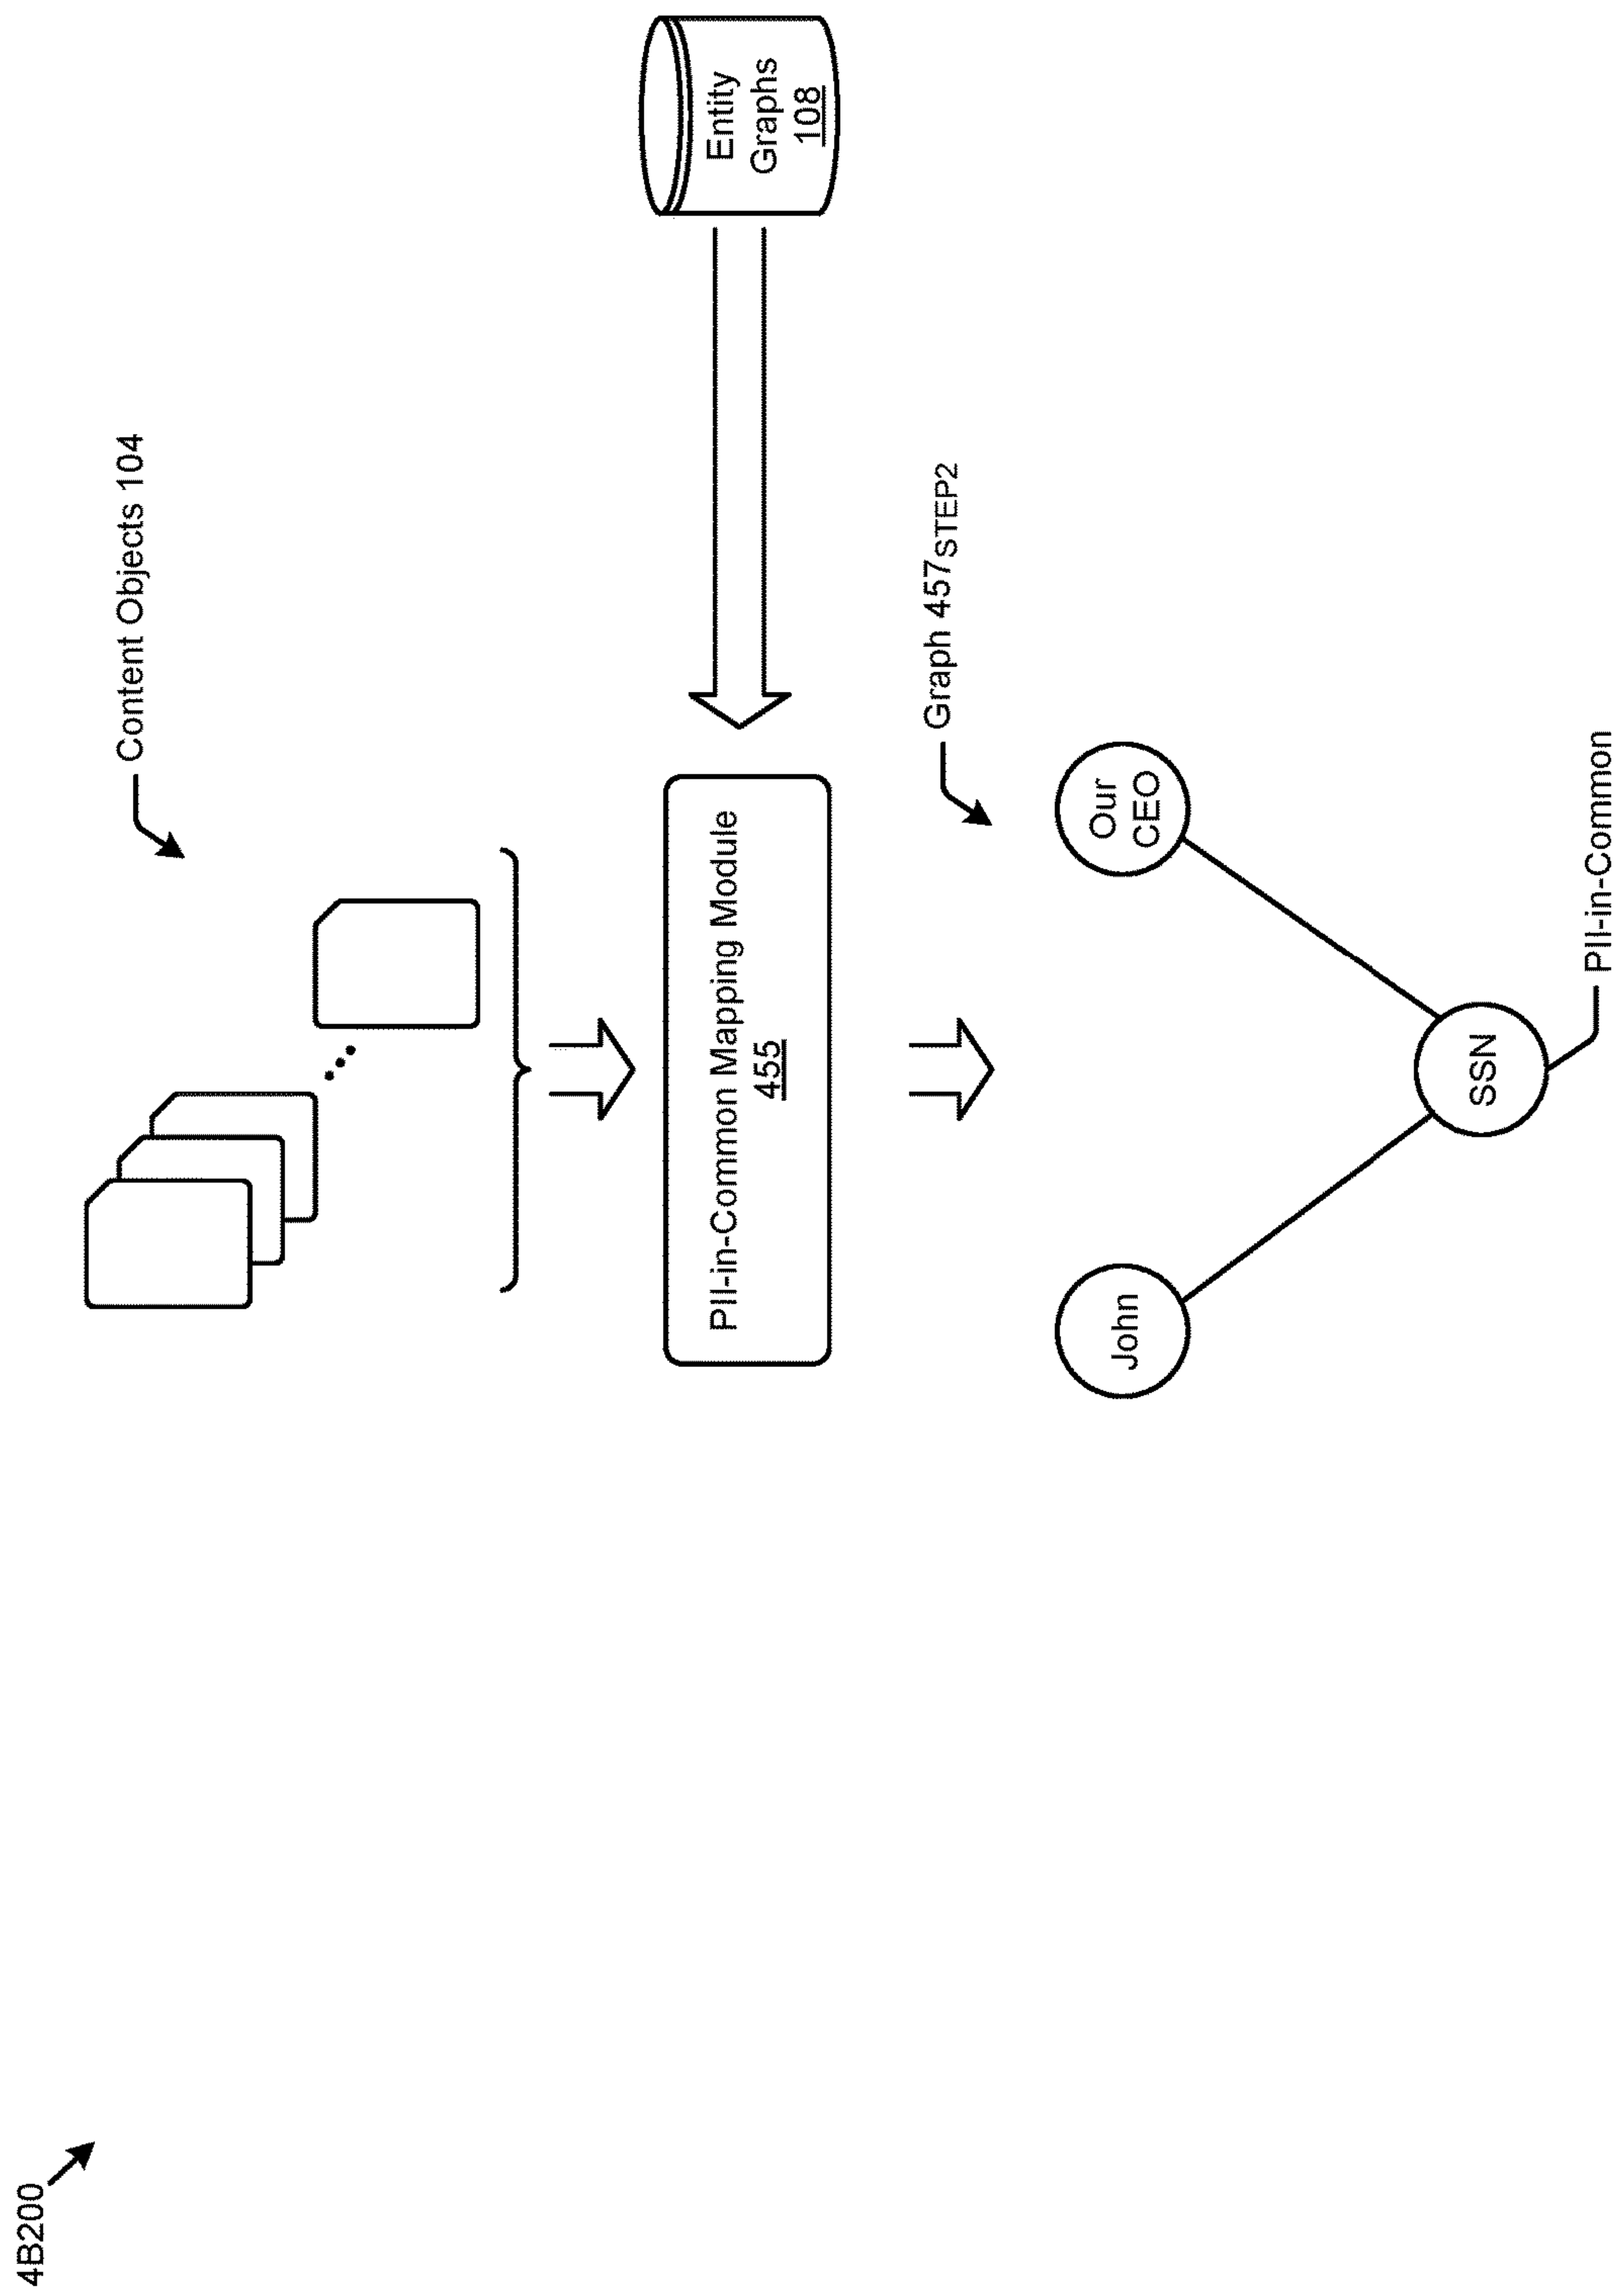 4B200
Content Objects 104
PII-in-Common Mapping Module
455
Entity
Graphs
108
Graph 457STEP2
John
Our
CEO
SSN
PII-in-Common